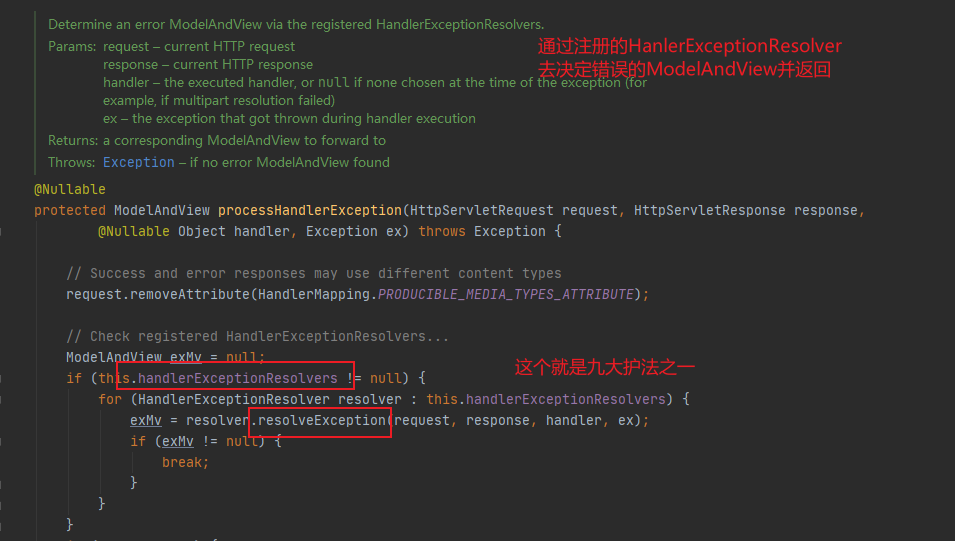 Determine an error ModelAndView via the registered HandlerExceptionResolvers.
通过注册的HanlerExceptionResolver
去决定错误的ModelAndView并返回
Params: request – current HTTP request
response – current HTTP response
handler – the executed handler, or null if none chosen at the time of the exception (for
example, if multipart resolution failed)
ex – the exception that got thrown during handler execution
Returns: a corresponding ModelAndView to forward to
Throws: Exception – if no error ModelAndView found
@Nullable
protected ModelAndView processHandlerException(HttpServletRequest request, HttpServletResponse response,
@Nullable Object handler, Exception ex) throws Exception {
// Success and error responses may use different content types
request.removeAttribute(HandlerMapping.PRODUCIBLE_MEDIA_TYPES_ATTRIBUTE);
// Check registered HandlerExceptionResolvers...
ModelAndView exMv = null;
这个就是九大护法之一
if (this.handlerExceptionResolvers != null) {
for (HandlerExceptionResolver resolver : this.handlerExceptionResolvers) {
exMv = resolver.resolveException(request, response, handler, ex);
if (exMv != null) {
break;
}
}
}